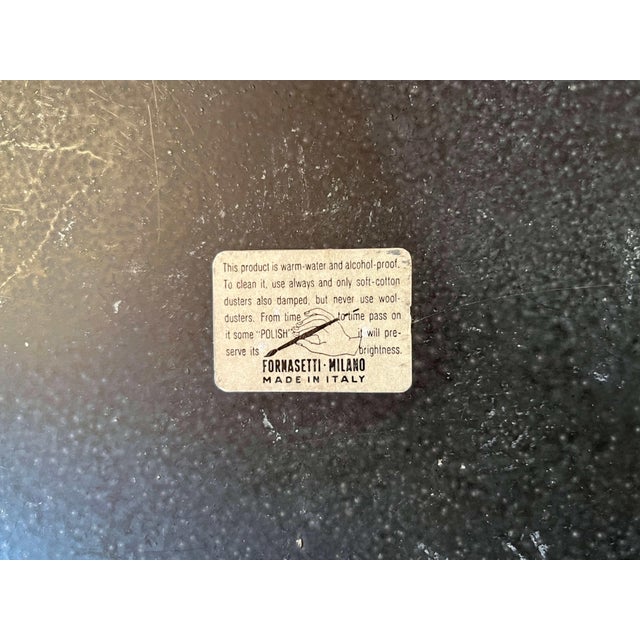 This product is warm-water and alcohol-proof.
To clean it, use always and only soft-cotton
dusters also damped, but never use wool-
dusters. From time to time pass on
it some "POLISH" it will pre-
serve its brightness.
FORNASETTI·MILANO
MADE IN ITALY